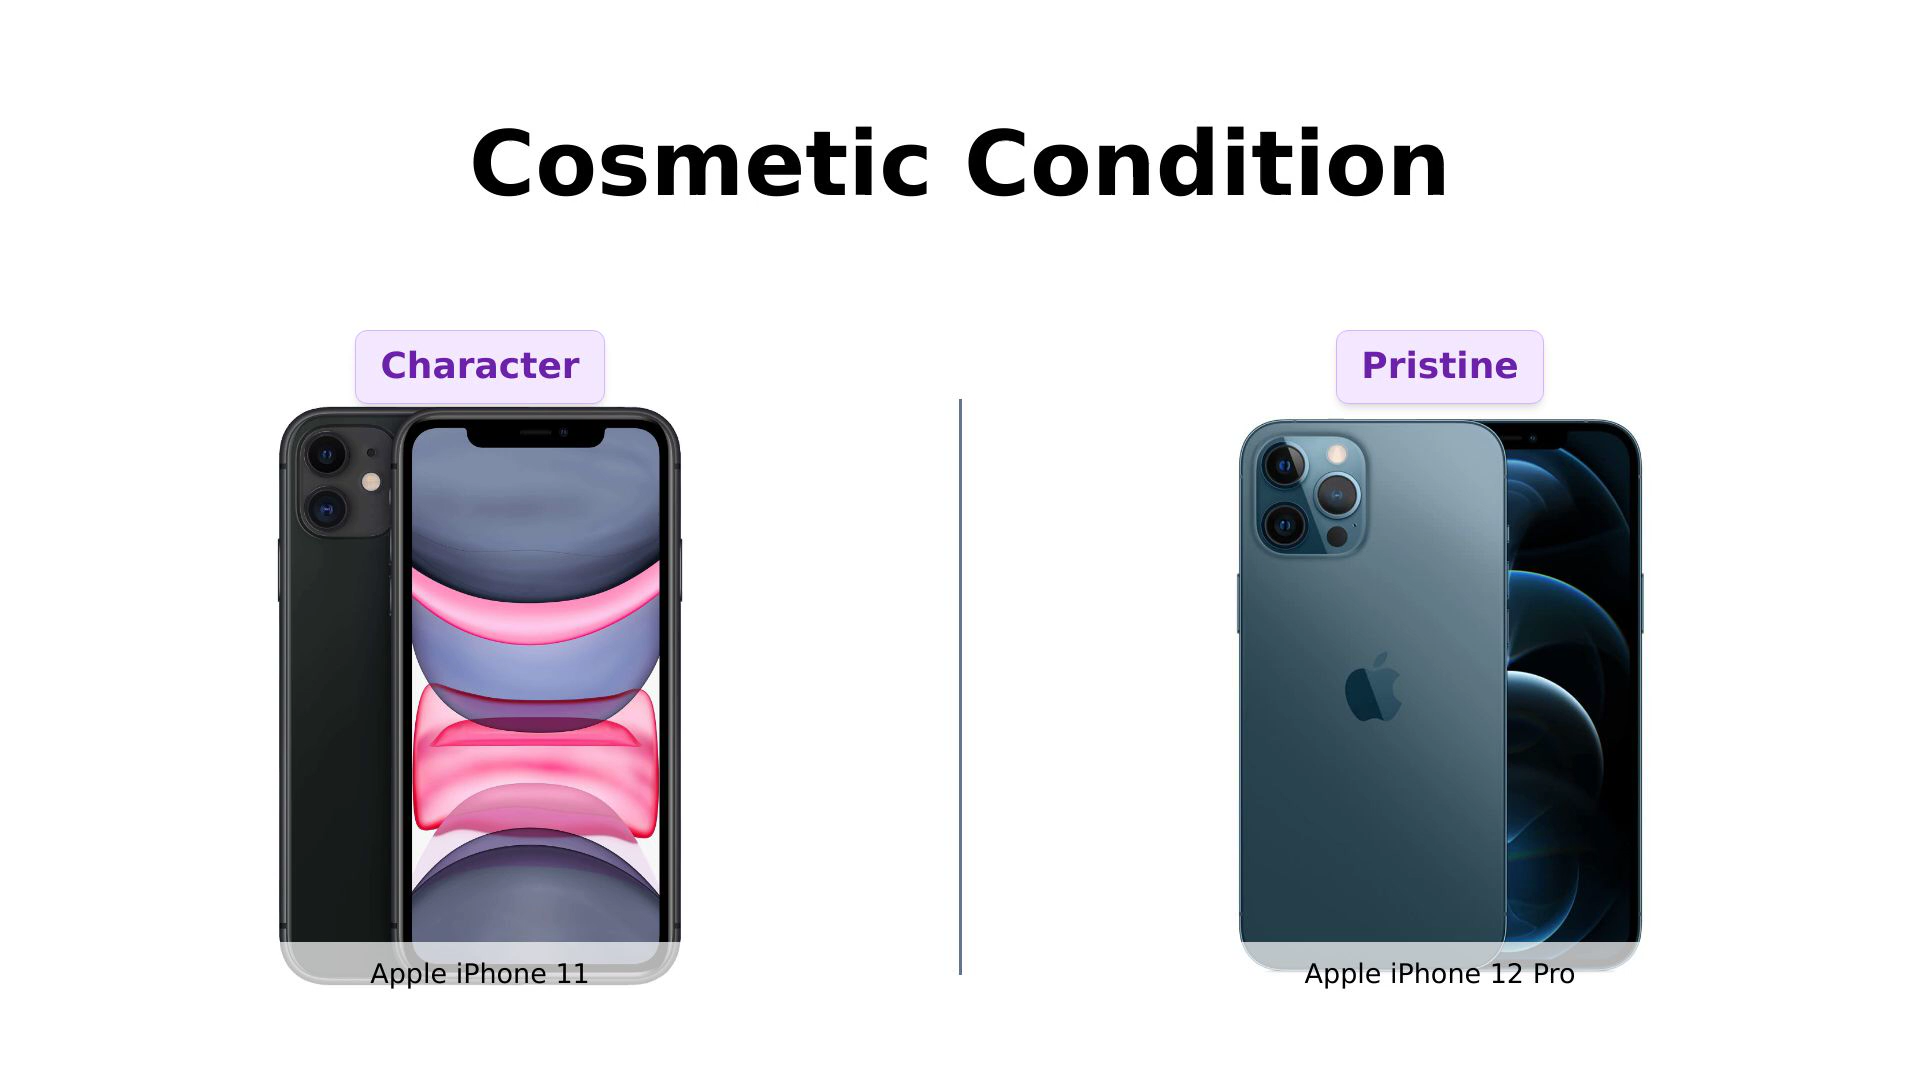 Cosmetic Condition
Character
Pristine
Apple iPhone 11
Apple iPhone 12 Pro